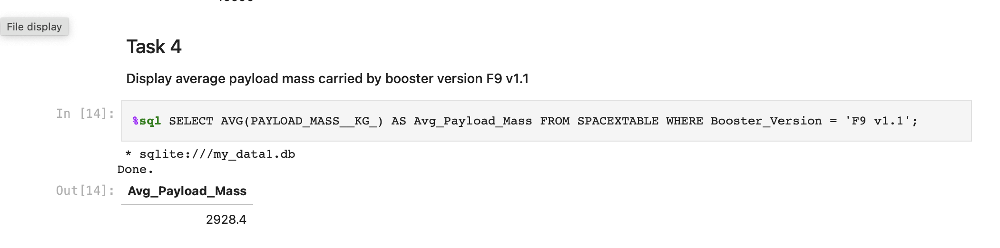 File display
Task 4
Display average payload mass carried by booster version F9 v1.1
In [14]: %sql SELECT AVG(PAYLOAD_MASS__KG_) AS Avg_Payload_Mass FROM SPACEXTABLE WHERE Booster_Version = 'F9 v1.1';
* sqlite:///my_data1.db
Done.
Out[14]: Avg_Payload_Mass
2928.4